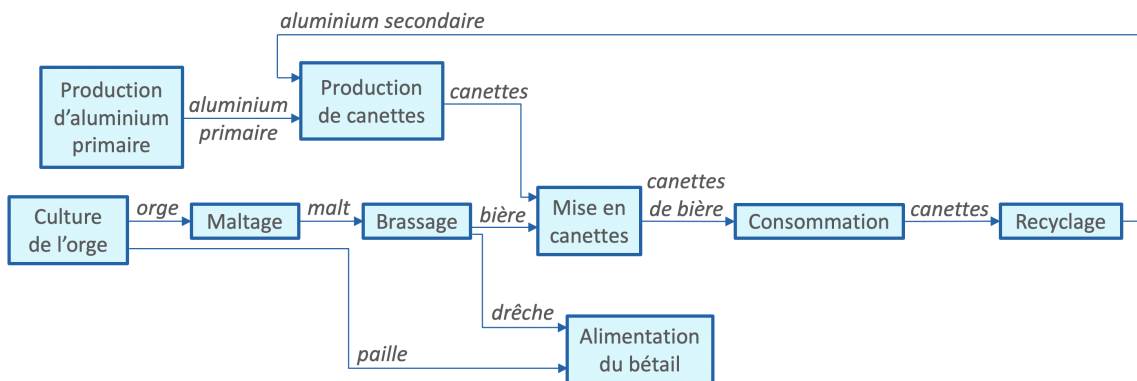 aluminium secondaire
Production
d’aluminium
primaire
aluminium
primaire
Production
de canettes
canettes
Culture
de l’orge
orge
Maltage
malt
Brassage
bière
Mise en
canettes
canettes
de bière
Consommation
canettes
Recyclage
drêche
paille
Alimentation
du bétail